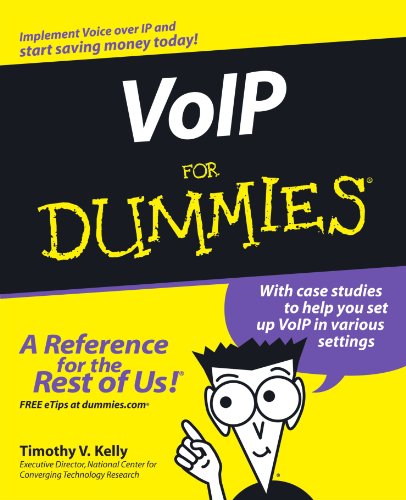 Implement Voice over IP and
start saving money today!
VoIP
FOR
DUMMIES®
With case studies
to help you set
up VoIP in various
settings
A Reference
for the
Rest of Us!®
FREE eTips at dummies.com®
Timothy V. Kelly
Executive Director, National Center for
Converging Technology Research